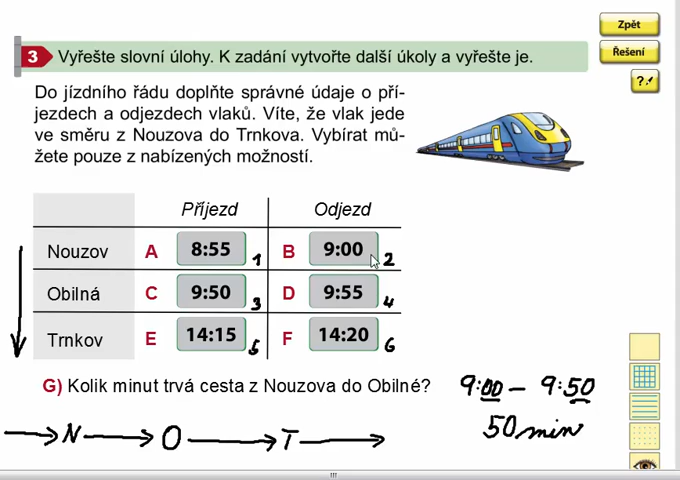 Zpět
3 Vyřešte slovní úlohy. K zadání vytvořte další úkoly a vyřešte je.
Řešení
?
Do jízdního řádu doplňte správné údaje o pří-
jezdech a odjezdech vlaků. Víte, že vlak jede
ve směru z Nouzova do Trnkova. Vybírat mů-
žete pouze z nabízených možností.
Příjezd Odjezd
Nouzov A 8:55 1 B 9:00 2
Obilná C 9:50 3 D 9:55 4
Trnkov E 14:15 5 F 14:20 6
G) Kolik minut trvá cesta z Nouzova do Obilné? 9:00 – 9:50
50 min
N O T